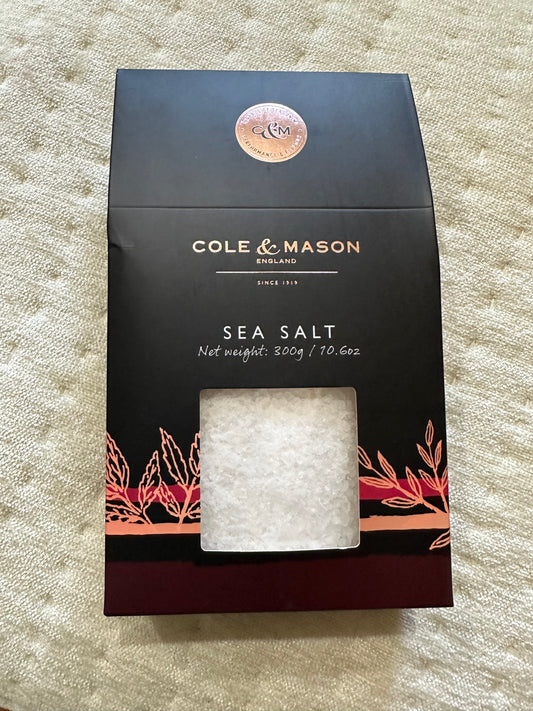 C&M
COLE & MASON
ENGLAND
SINCE 1919
SEA SALT
Net weight: 300g / 10.6oz